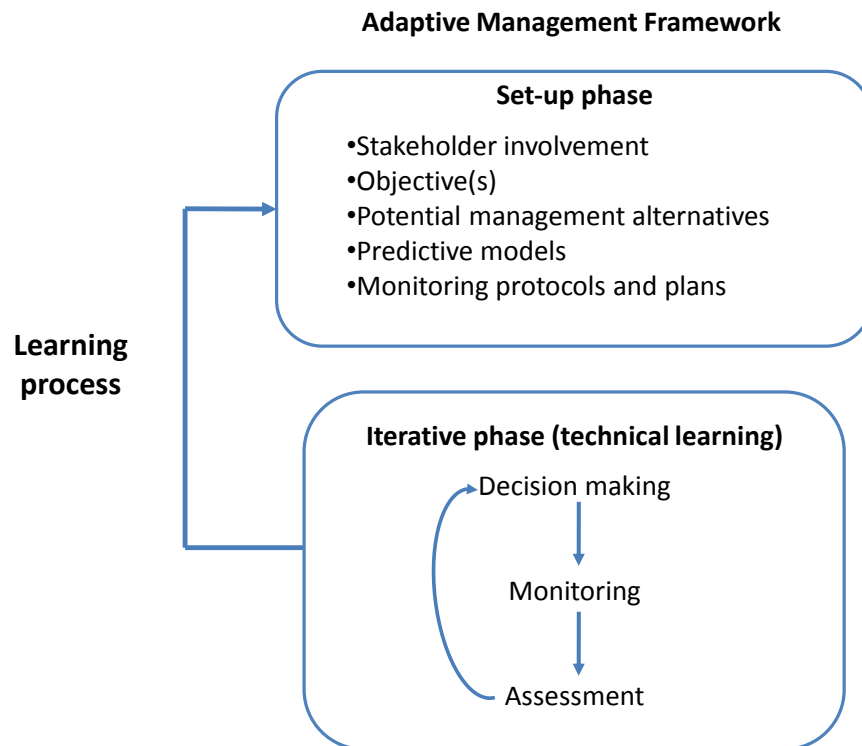 Adaptive Management Framework
Set-up phase
•Stakeholder involvement
•Objective(s)
•Potential management alternatives
•Predictive models
•Monitoring protocols and plans
Learning
process
Iterative phase (technical learning)
Decision making
Monitoring
Assessment